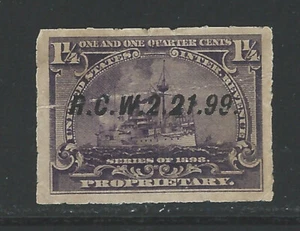 1¼ ONE AND ONE QUARTER CENTS 1¼
UNITED STATES
INTER. REVENUE
R.C.W.2 21.99.
SERIES OF 1898.
PROPRIETARY.